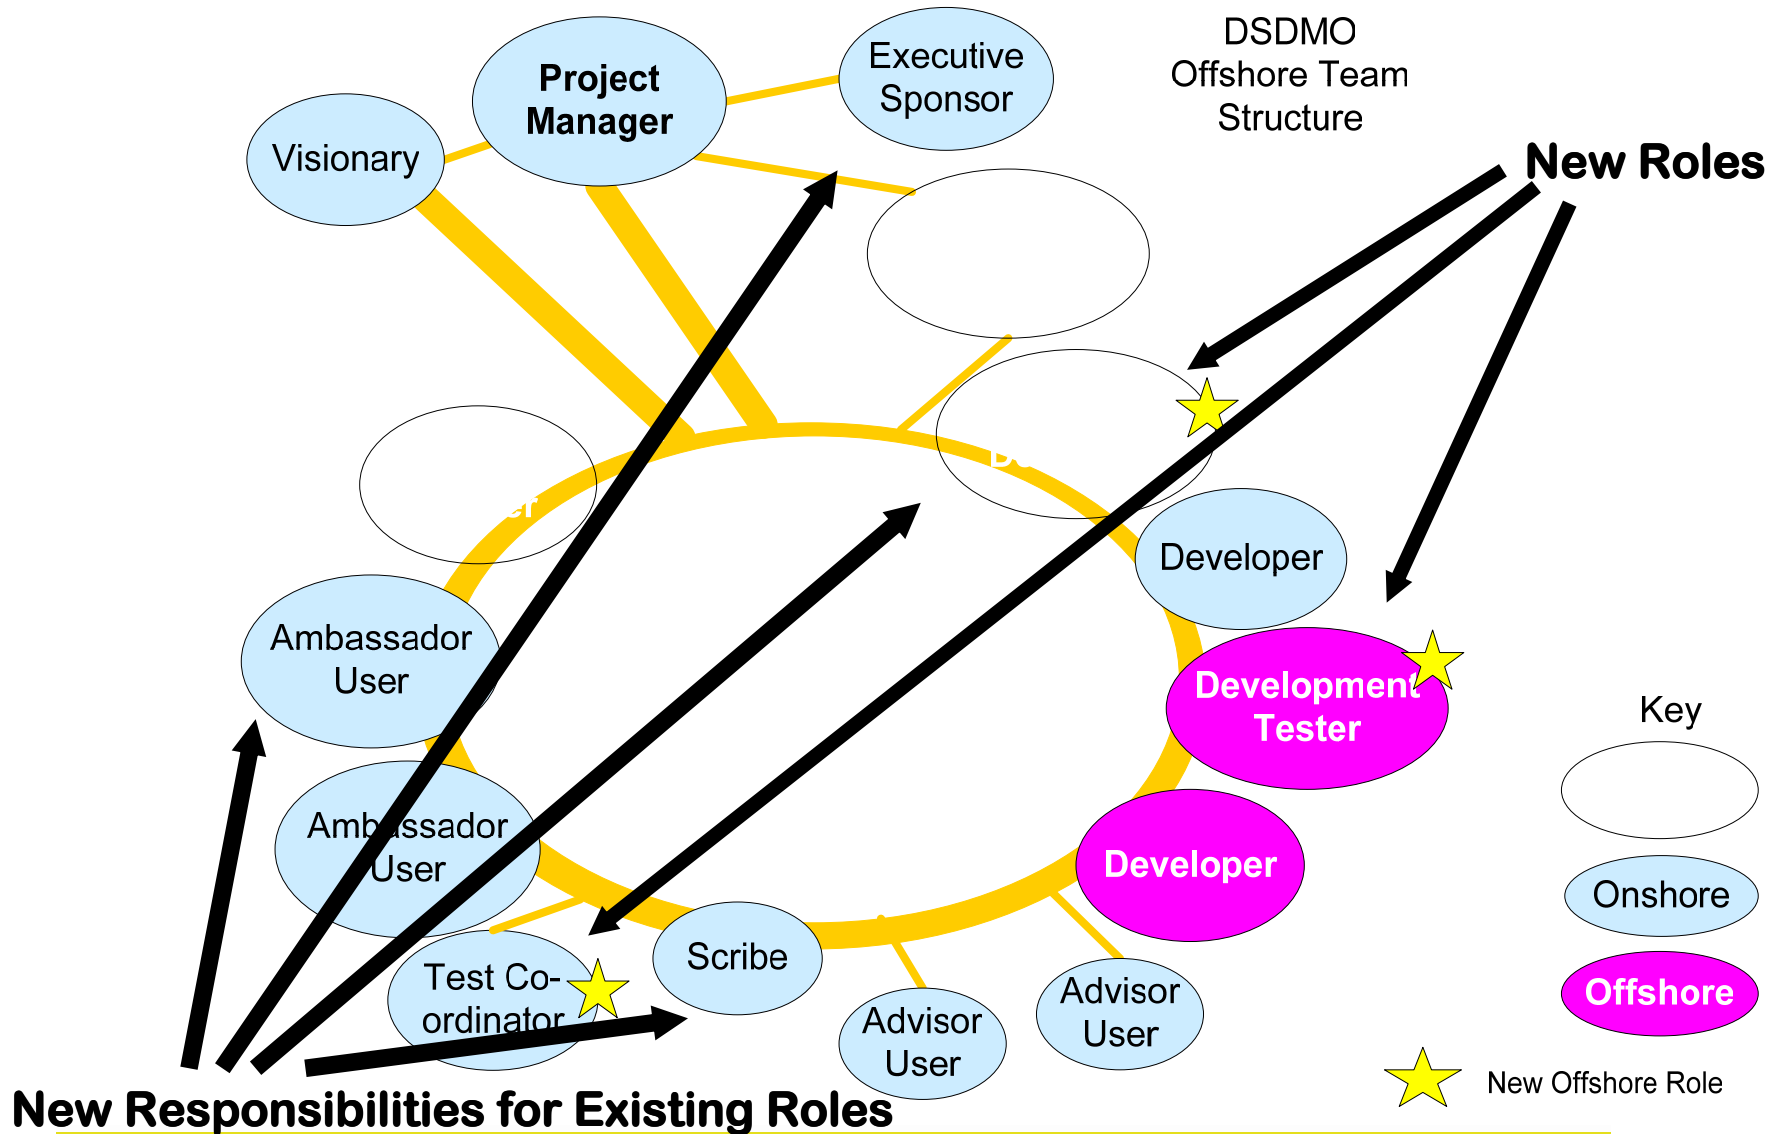 DSDMO
Offshore Team
Structure
Executive
Sponsor
Project
Manager
Visionary
New Roles
Developer
Ambassador
User
Development
Tester
Key
Ambassador
User
Developer
Onshore
Scribe
Test Co-
ordinator
Offshore
Advisor
User
Advisor
User
New Offshore Role
New Responsibilities for Existing Roles